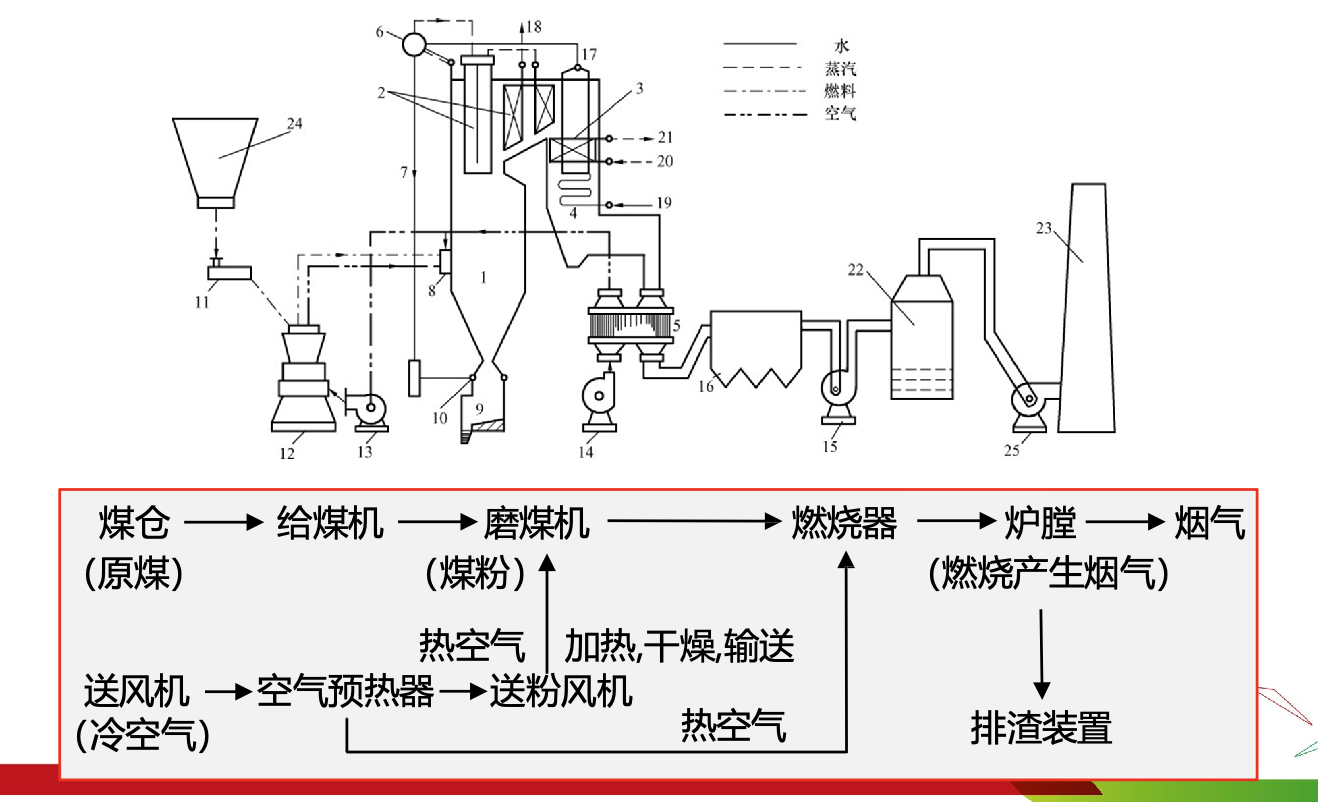 18
6
17
水
蒸汽
燃料
空气
2
3
24
21
20
7
19
4
23
22
11
8
1
5
16
9
10
12
13
14
15
25
煤仓 给煤机 磨煤机 燃烧器 炉膛 烟气
(原煤) (煤粉) (燃烧产生烟气)
热空气 加热,干燥,输送
送风机 空气预热器 送粉风机
(冷空气) 热空气 排渣装置